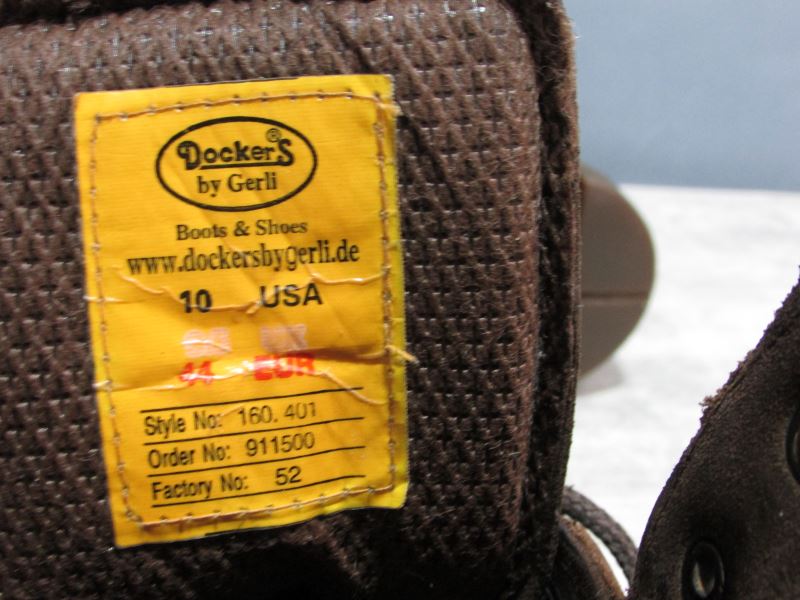 Dockers®
by Gerli
Boots & Shoes
www.dockersbygerli.de
10 USA
44 EUR
Style No: 160.401
Order No: 911500
Factory No: 52